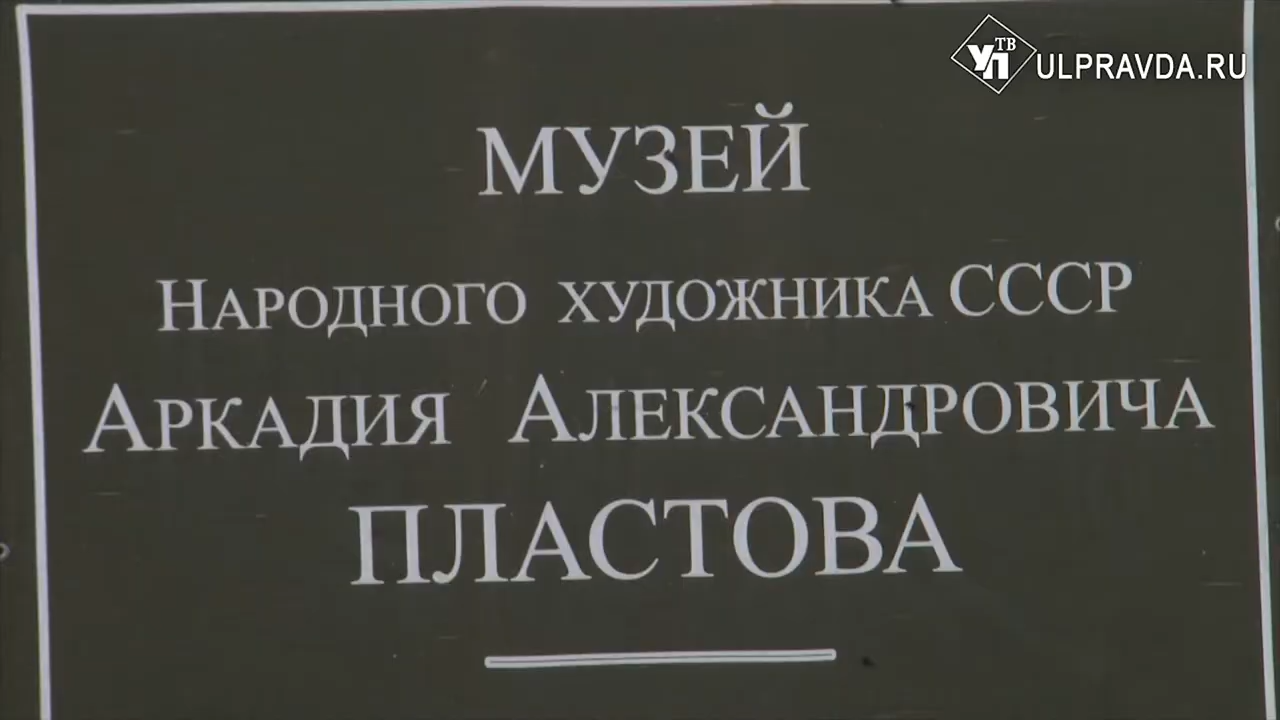 УП ТВ ULPRAVDA.RU
МУЗЕЙ
НАРОДНОГО ХУДОЖНИКА СССР
АРКАДИЯ АЛЕКСАНДРОВИЧА
ПЛАСТОВА